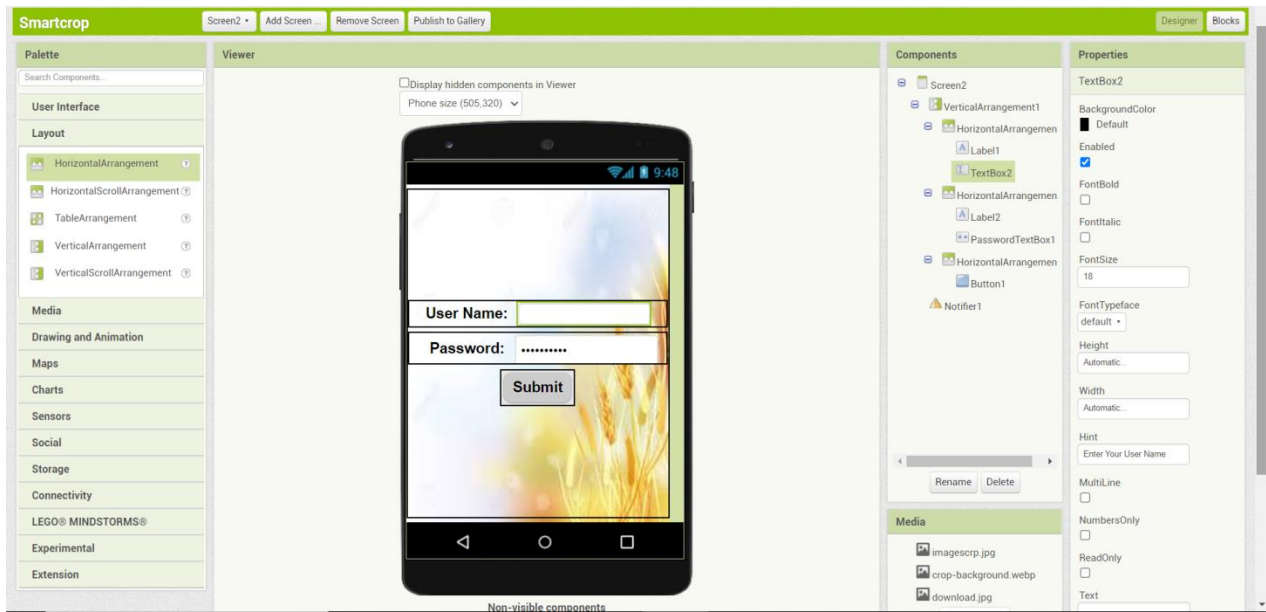 Smartcrop
Screen2
Add Screen ...
Remove Screen
Publish to Gallery
Designer
Blocks
Palette
Search Components...
User Interface
Layout
HorizontalArrangement
HorizontalScrollArrangement
TableArrangement
VerticalArrangement
VerticalScrollArrangement
Media
Drawing and Animation
Maps
Charts
Sensors
Social
Storage
Connectivity
LEGO® MINDSTORMS®
Experimental
Extension
Viewer
Display hidden components in Viewer
Phone size (505,320)
9:48
User Name:
Password: ••••••••••
Submit
Non-visible components
Components
Screen2
VerticalArrangement1
HorizontalArrangemen
Label1
TextBox2
HorizontalArrangemen
Label2
PasswordTextBox1
HorizontalArrangemen
Button1
Notifier1
Rename
Delete
Media
imagescrp.jpg
crop-background.webp
download.jpg
Properties
TextBox2
BackgroundColor
Default
Enabled
FontBold
FontItalic
FontSize
18
FontTypeface
default
Height
Automatic...
Width
Automatic...
Hint
Enter Your User Name
MultiLine
NumbersOnly
ReadOnly
Text